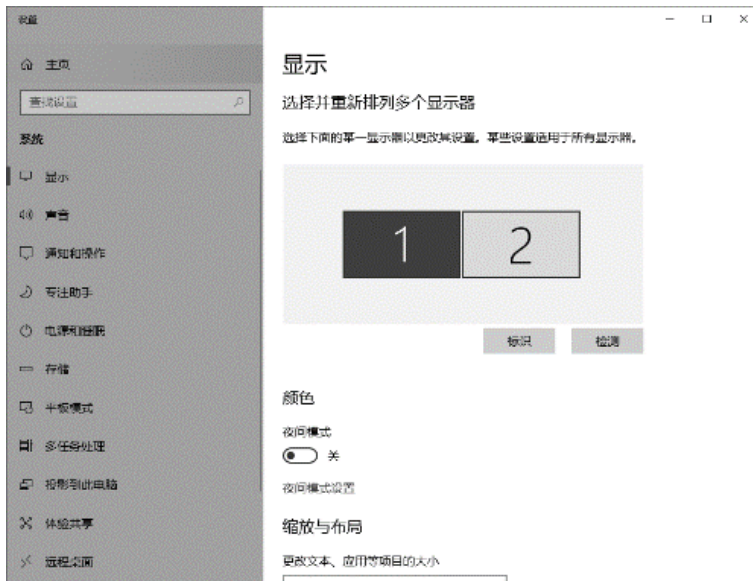 设置
主页
查找设置
系统
显示
声音
通知和操作
专注助手
电源和睡眠
存储
平板模式
多任务处理
投影到此电脑
体验共享
远程桌面
显示
选择并重新排列多个显示器
选择下面的某一显示器以更改其设置。某些设置适用于所有显示器。
1 2
标识 检测
颜色
夜间模式
关
夜间模式设置
缩放与布局
更改文本、应用等项目的大小